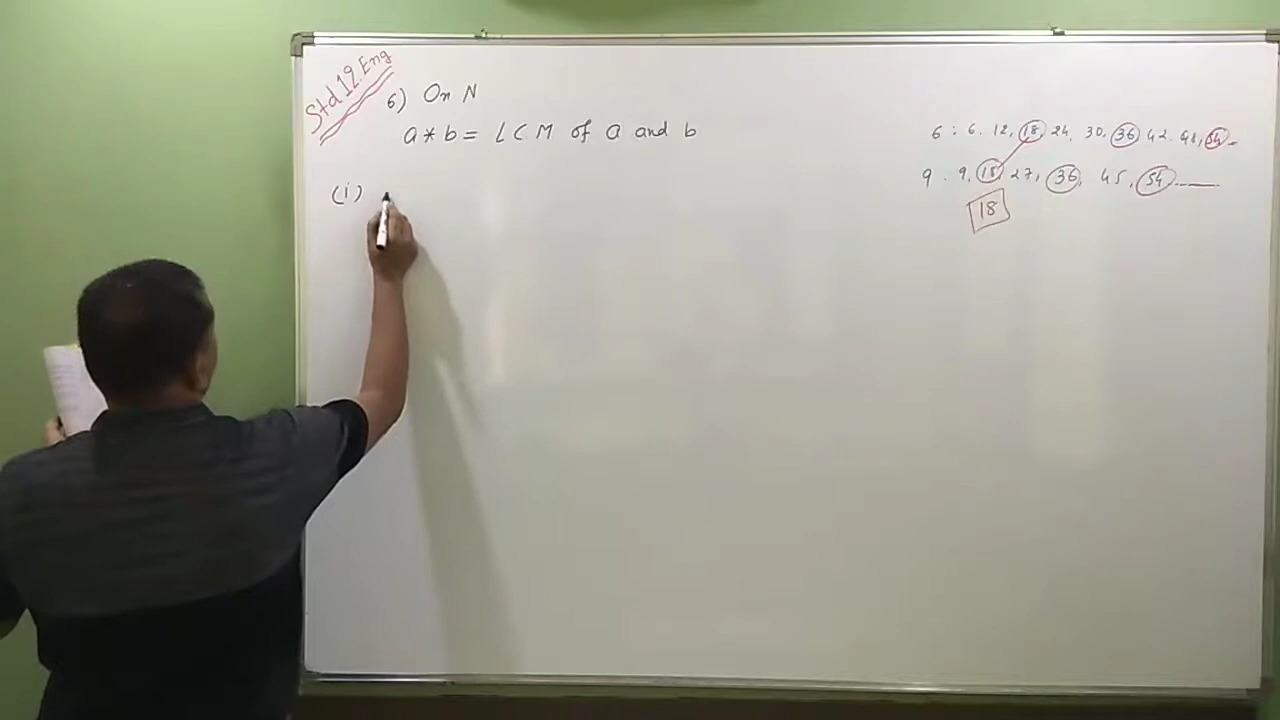 Std 12. Eng
6) On N
a * b = LCM of a and b
(i)
6 : 6. 12, 18, 24, 30, 36 42. 48, 54 -
9 . 9, 18, 27, 36, 45, 54 ——
18